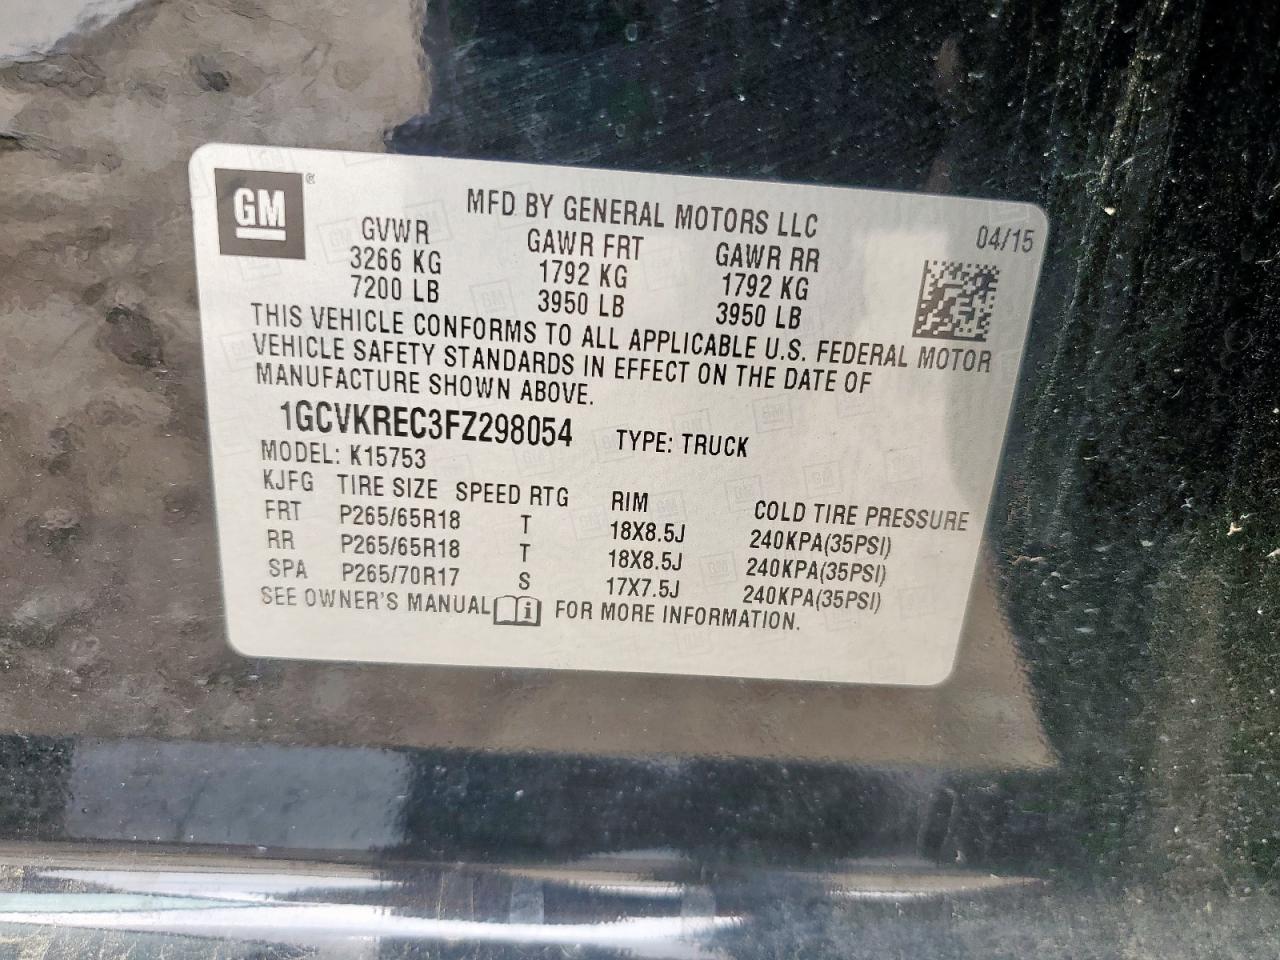 GM ®
MFD BY GENERAL MOTORS LLC
04/15
GVWR GAWR FRT GAWR RR
3266 KG 1792 KG 1792 KG
7200 LB 3950 LB 3950 LB
THIS VEHICLE CONFORMS TO ALL APPLICABLE U.S. FEDERAL MOTOR
VEHICLE SAFETY STANDARDS IN EFFECT ON THE DATE OF
MANUFACTURE SHOWN ABOVE.
1GCVKREC3FZ298054 TYPE: TRUCK
MODEL: K15753
KJFG TIRE SIZE SPEED RTG RIM COLD TIRE PRESSURE
FRT P265/65R18 T 18X8.5J 240KPA(35PSI)
RR P265/65R18 T 18X8.5J 240KPA(35PSI)
SPA P265/70R17 S 17X7.5J 240KPA(35PSI)
SEE OWNER'S MANUAL i FOR MORE INFORMATION.